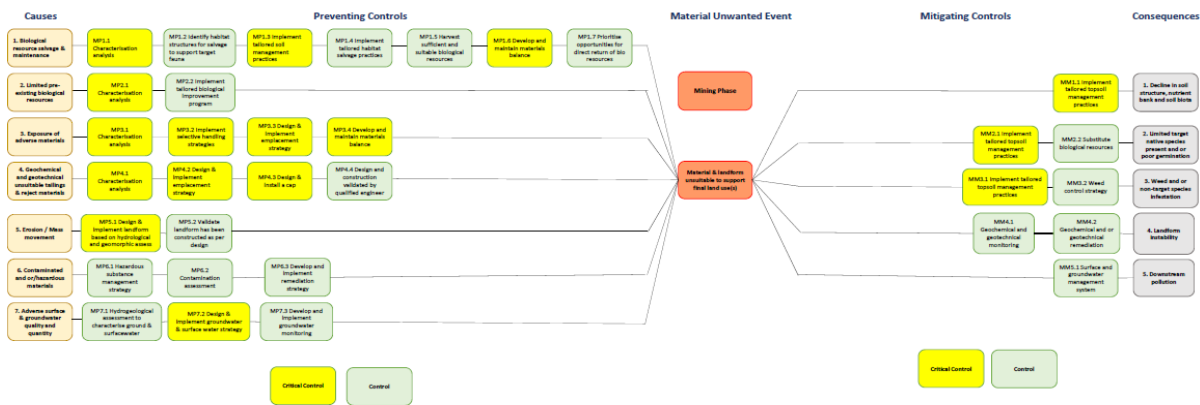 Causes
Preventing Controls
Material Unwanted Event
Mitigating Controls
Consequences
1. Biological
resource salvage &
maintenance
MP1.1
Characterisation
analysis
MP1.2 Identify habitat
structures for salvage
to support target
fauna
MP1.3 Implement
tailored soil
management
practices
MP1.4 Implement
tailored habitat
salvage practices
MP1.5 Harvest
sufficient and
suitable biological
resources
MP1.6 Develop and
maintain materials
balance
MP1.7 Prioritise
opportunities for
direct return of bio
resources
2. Limited pre-
existing biological
resources
MP2.1
Characterisation
analysis
MP2.2 Implement
tailored biological
improvement
program
3. Exposure of
adverse materials
MP3.1
Characterisation
analysis
MP3.2 Implement
selective handling
strategies
MP3.3 Design &
implement
emplacement
strategy
MP3.4 Develop and
maintain materials
balance
4. Geochemical and
geotechnical
unsuitable tailings
& reject materials
MP4.1
Characterisation
analysis
MP4.2 Design &
implement
emplacement
strategy
MP4.3 Design &
install a cap
MP4.4 Design and
construction
validated by
qualified engineer
5. Erosion / Mass
movement
MP5.1 Design &
implement landform
based on hydrological
and geomorphic assess
MP5.2 Validate
landform has been
constructed as per
design
6. Contaminated
and or/hazardous
materials
MP6.1 Hazardous
substance
management
strategy
MP6.2
Contamination
assessment
MP6.3 Develop and
implement
remediation
strategy
7. Adverse surface
& groundwater
quality and
quantity
MP7.1 Hydrogeological
assessment to
characterise ground &
surfacewater
MP7.2 Design &
implement groundwater
& surface water strategy
MP7.3 Develop and
implement
groundwater
monitoring
Mining Phase
Material & landform
unsuitable to support
final land use(s)
MM1.1 Implement
tailored topsoil
management
practices
1. Decline in soil
structure, nutrient
bank and soil biota
MM2.1 Implement
tailored topsoil
management
practices
MM2.2 Substitute
biological resources
2. Limited target
native species
present and or
poor germination
MM3.1 Implement
tailored topsoil
management practices
MM3.2 Weed
control strategy
3. Weed and or
non-target species
infestation
MM4.1
Geochemical and
geotechnical
monitoring
MM4.2
Geochemical and or
geotechnical
remediation
4. Landform
instability
MM5.1 Surface and
groundwater
management
system
5. Downstream
pollution
Critical Control
Control
Critical Control
Control